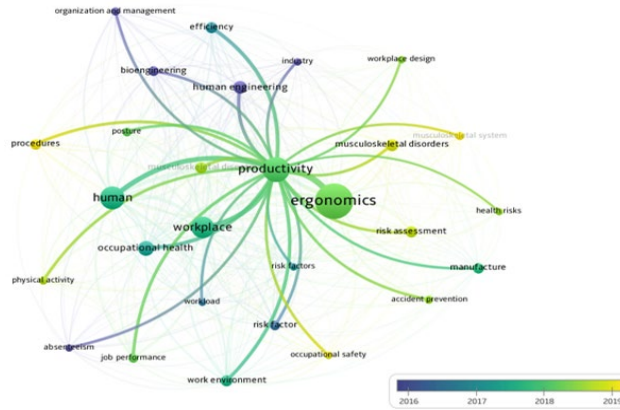 organization and management
efficiency
industry
workplace design
bioengineering
human engineering
posture
musculoskeletal system
procedures
musculoskeletal disorders
productivity
human
ergonomics
health risks
workplace
risk assessment
occupational health
risk factors
manufacture
physical activity
workload
accident prevention
risk factor
absenteeism
job performance
occupational safety
work environment
2016 2017 2018 2019